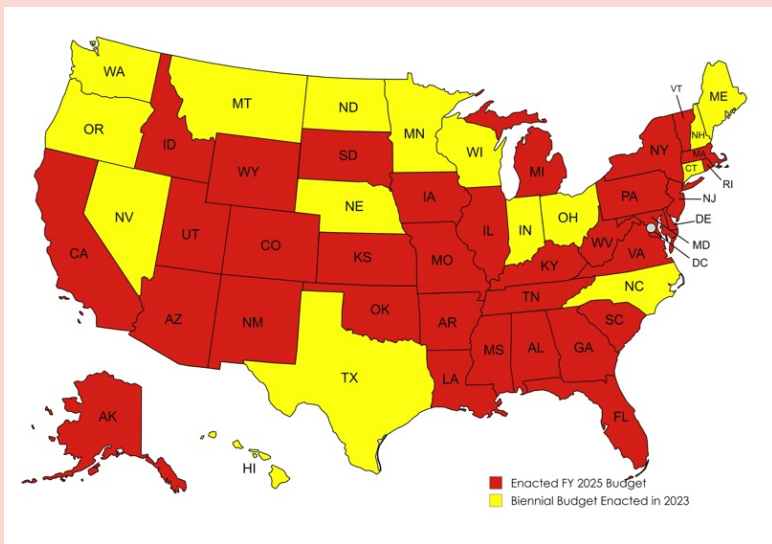 WA
MT
ND
MN
OR
ID
WY
SD
WI
MI
VT
ME
NH
NY
MA
CT
RI
NV
NE
IA
PA
NJ
CA
UT
CO
KS
MO
IL
IN
OH
WV
VA
DE
MD
DC
KY
NC
AZ
NM
OK
AR
TN
SC
TX
LA
MS
AL
GA
FL
AK
HI
Enacted FY 2025 Budget
Biennial Budget Enacted in 2023